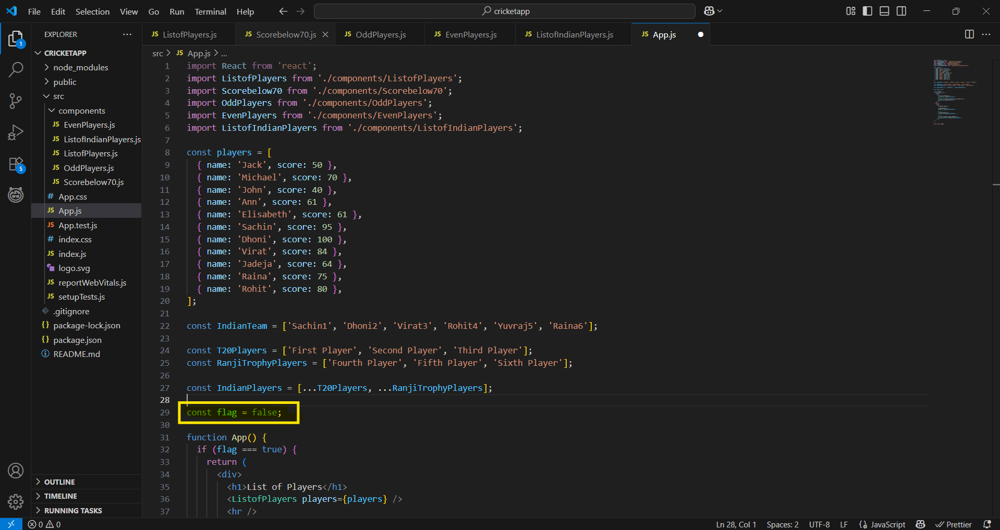 File Edit Selection View Go Run Terminal Help cricketapp
EXPLORER
CRICKETAPP
node_modules
public
src
components
EvenPlayers.js
ListofIndianPlayers.js
ListofPlayers.js
OddPlayers.js
Scorebelow70.js
App.css
App.js
App.test.js
index.css
index.js
logo.svg
reportWebVitals.js
setupTests.js
.gitignore
package-lock.json
package.json
README.md
OUTLINE
TIMELINE
RUNNING TASKS
1
5
JS ListofPlayers.js JS Scorebelow70.js JS OddPlayers.js JS EvenPlayers.js JS ListofIndianPlayers.js JS App.js
src > JS App.js > ...
1 import React from 'react';
2 import ListofPlayers from './components/ListofPlayers';
3 import Scorebelow70 from './components/Scorebelow70';
4 import OddPlayers from './components/OddPlayers';
5 import EvenPlayers from './components/EvenPlayers';
6 import ListofIndianPlayers from './components/ListofIndianPlayers';
7
8 const players = [
9 { name: 'Jack', score: 50 },
10 { name: 'Michael', score: 70 },
11 { name: 'John', score: 40 },
12 { name: 'Ann', score: 61 },
13 { name: 'Elisabeth', score: 61 },
14 { name: 'Sachin', score: 95 },
15 { name: 'Dhoni', score: 100 },
16 { name: 'Virat', score: 84 },
17 { name: 'Jadeja', score: 64 },
18 { name: 'Raina', score: 75 },
19 { name: 'Rohit', score: 80 },
20 ];
21
22 const IndianTeam = ['Sachin1', 'Dhoni2', 'Virat3', 'Rohit4', 'Yuvraj5', 'Raina6'];
23
24 const T20Players = ['First Player', 'Second Player', 'Third Player'];
25 const RanjiTrophyPlayers = ['Fourth Player', 'Fifth Player', 'Sixth Player'];
26
27 const IndianPlayers = [...T20Players, ...RanjiTrophyPlayers];
28
29 const flag = false;
30
31 function App() {
32 if (flag === true) {
33 return (
34 <div>
35 <h1>List of Players</h1>
36 <ListofPlayers players={players} />
37 <hr />
0 0 Ln 28, Col 1 Spaces: 2 UTF-8 LF {} JavaScript Prettier